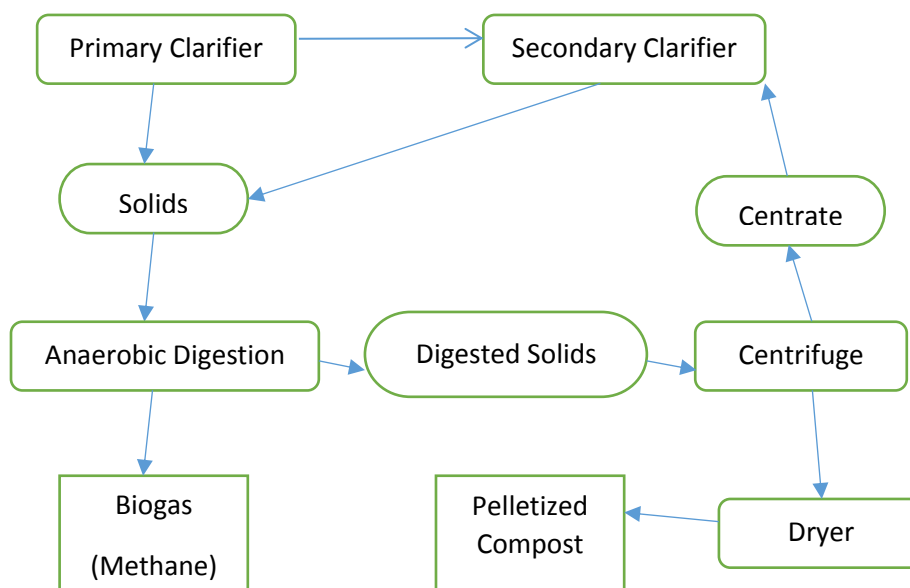 Primary Clarifier
Secondary Clarifier
Solids
Centrate
Anaerobic Digestion
Digested Solids
Centrifuge
Biogas
(Methane)
Pelletized
Compost
Dryer